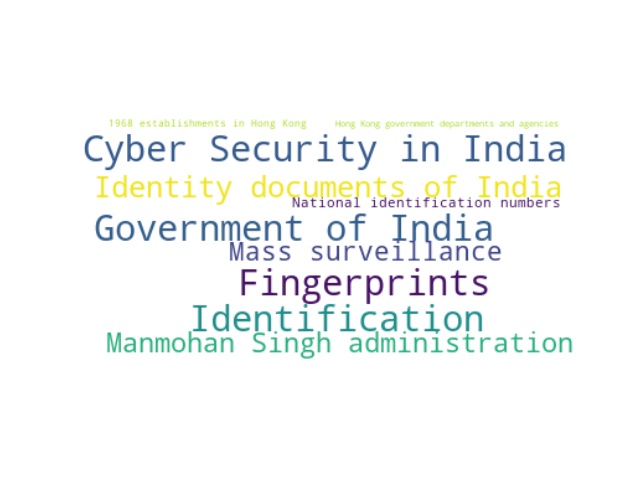 1968 establishments in Hong Kong
Hong Kong government departments and agencies
Cyber Security in India
Identity documents of India
National identification numbers
Government of India
Mass surveillance
Fingerprints
Identification
Manmohan Singh administration